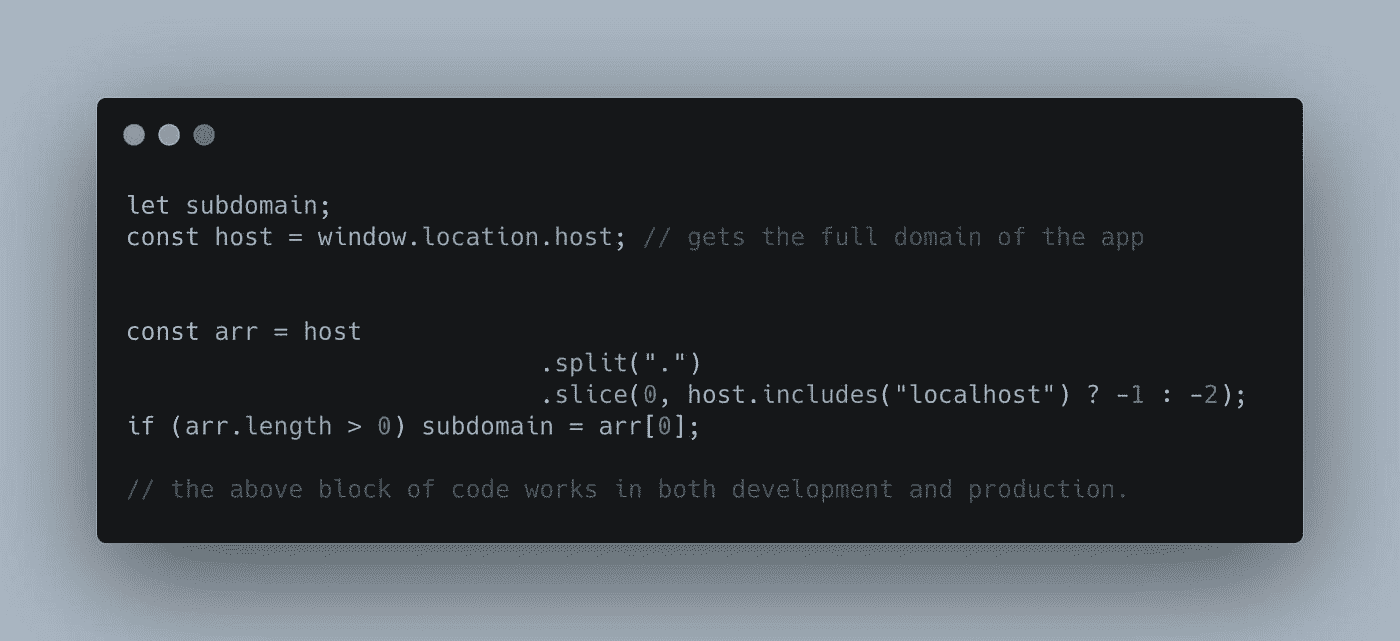 let subdomain;
const host = window.location.host; // gets the full domain of the app
const arr = host
.split(".")
.slice(0, host.includes("localhost") ? -1 : -2);
if (arr.length > 0) subdomain = arr[0];
// the above block of code works in both development and production.